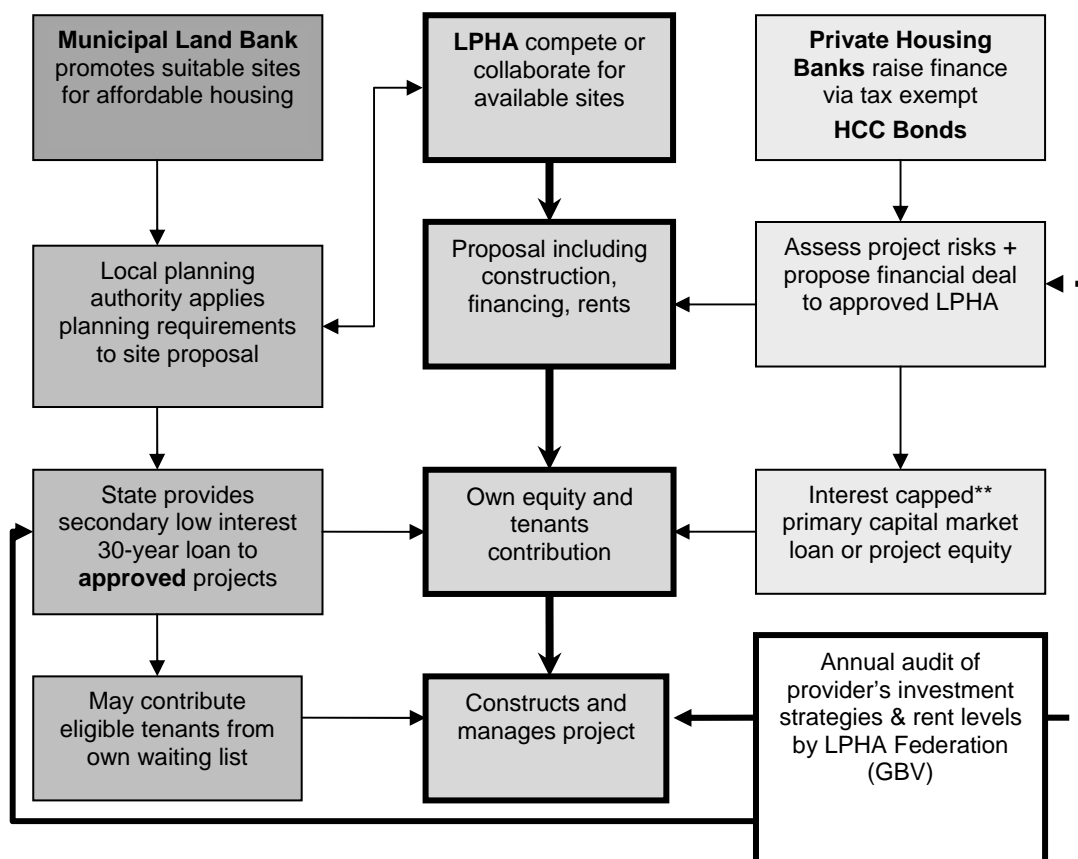 Municipal Land Bank
promotes suitable sites
for affordable housing
LPHA compete or
collaborate for
available sites
Private Housing
Banks raise finance
via tax exempt
HCC Bonds
Local planning
authority applies
planning requirements
to site proposal
Proposal including
construction,
financing, rents
Assess project risks +
propose financial deal
to approved LPHA
State provides
secondary low interest
30-year loan to
approved projects
Own equity and
tenants
contribution
Interest capped**
primary capital market
loan or project equity
May contribute
eligible tenants from
own waiting list
Constructs and
manages project
Annual audit of
provider’s investment
strategies & rent levels
by LPHA Federation
(GBV)